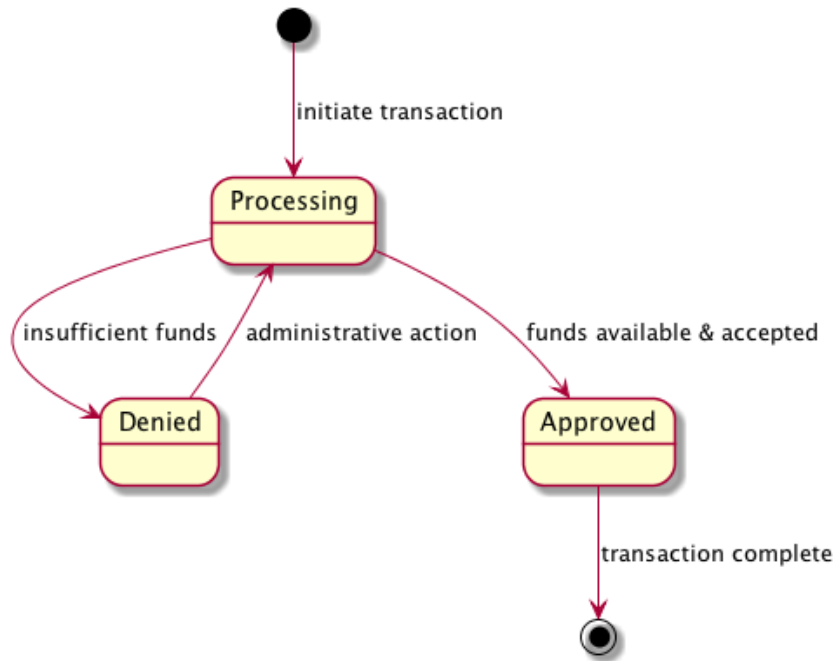 initiate transaction
Processing
insufficient funds
administrative action
funds available & accepted
Denied
Approved
transaction complete